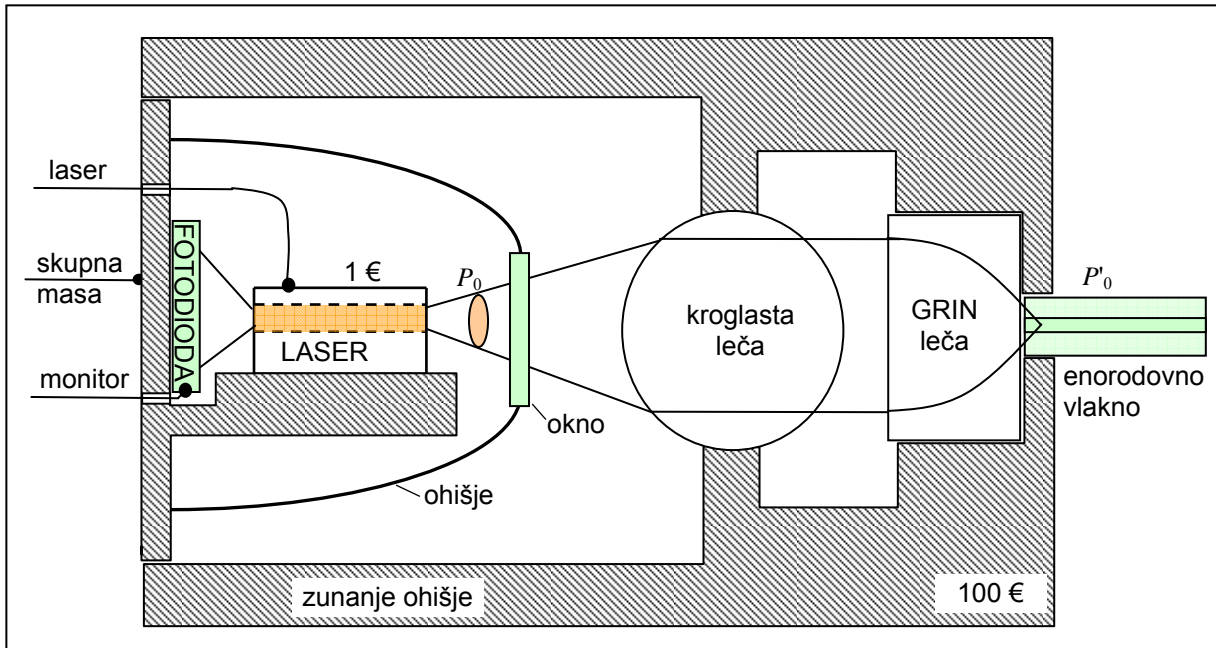 laser
skupna
masa
monitor
FOTODIODA
1 €
LASER
P₀
okno
ohišje
kroglasta
leča
GRIN
leča
P'₀
enorodovno
vlakno
zunanje ohišje
100 €